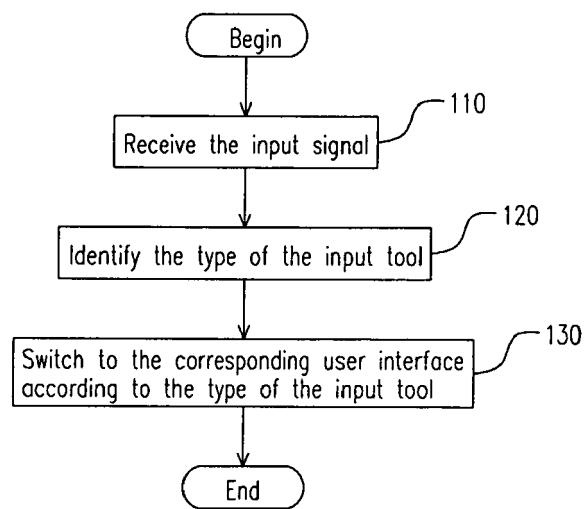 Begin
110
Receive the input signal
120
Identify the type of the input tool
130
Switch to the corresponding user interface
according to the type of the input tool
End